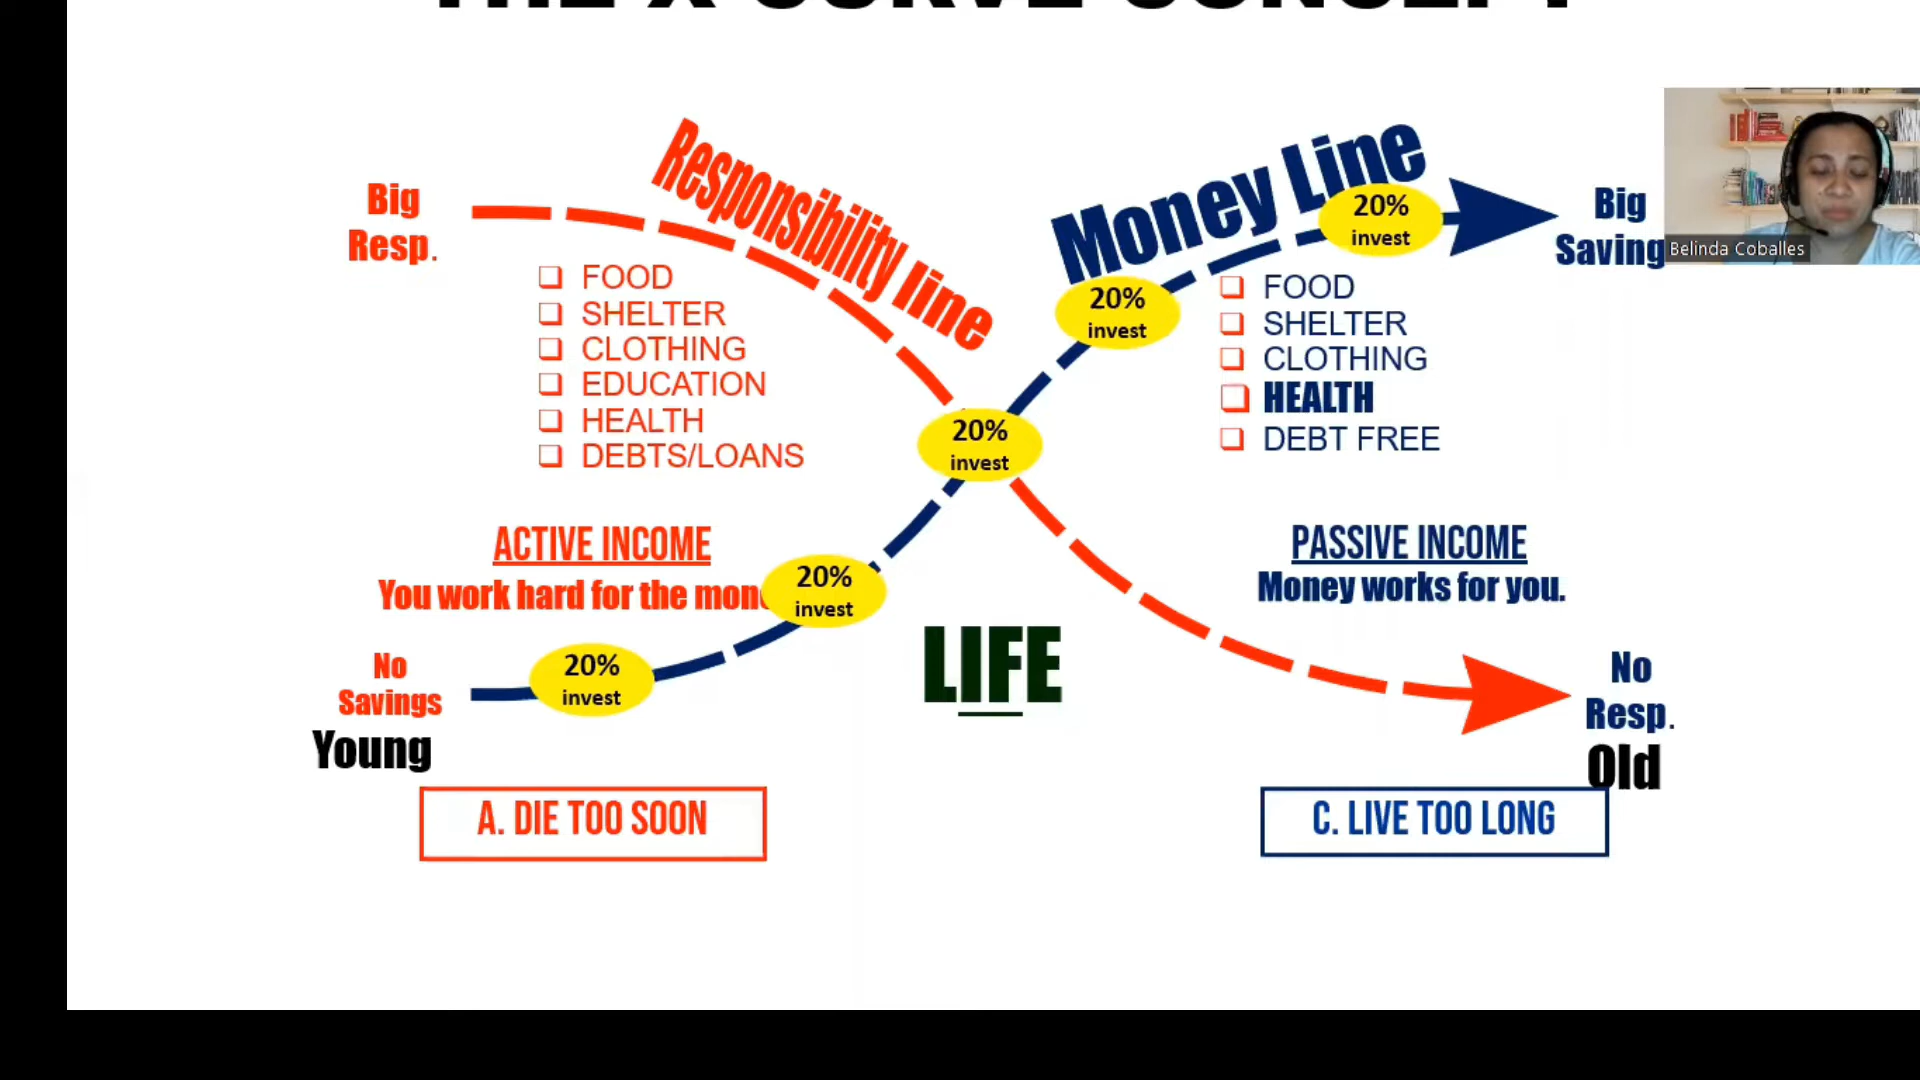 THE X CURVE CONCEPT
Responsibility line
Money Line
Big
Resp.
20%
invest
Big
Saving
Belinda Coballes
FOOD
SHELTER
CLOTHING
EDUCATION
HEALTH
DEBTS/LOANS
20%
invest
FOOD
SHELTER
CLOTHING
HEALTH
DEBT FREE
20%
invest
ACTIVE INCOME
You work hard for the mon
20%
invest
PASSIVE INCOME
Money works for you.
LIFE
No
Savings
Young
20%
invest
No
Resp.
Old
A. DIE TOO SOON
C. LIVE TOO LONG